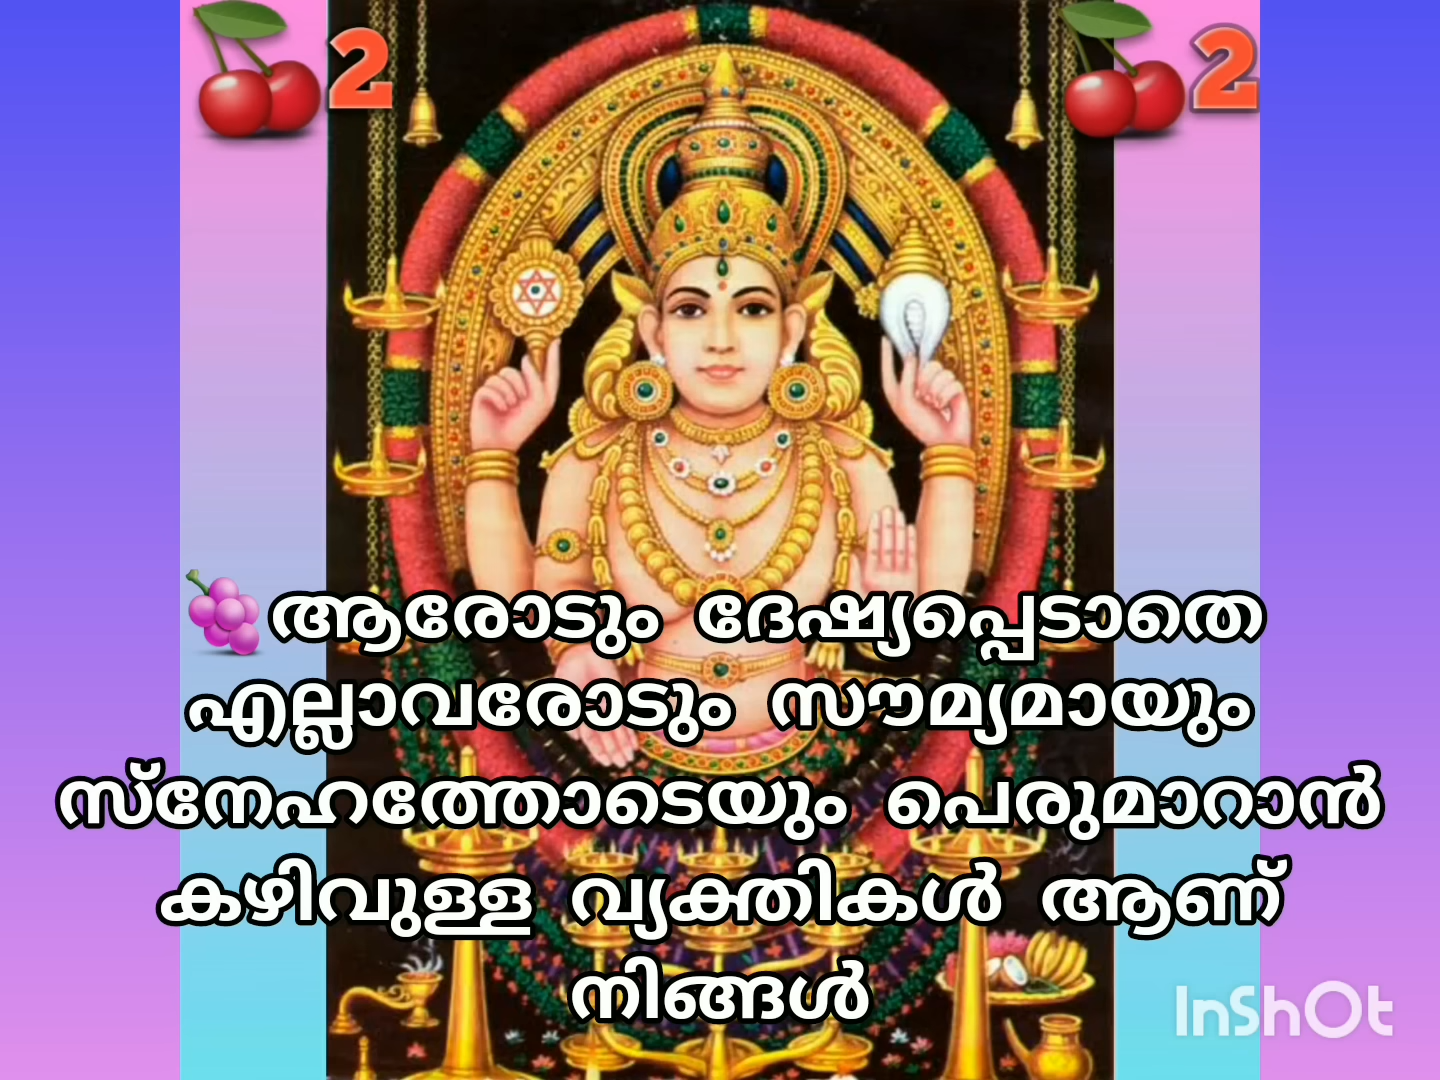 2 2
ആരോടും ദേഷ്യപ്പെടാതെ
എല്ലാവരോടും സൗമ്യമായും
സ്നേഹത്തോടെയും പെരുമാറാൻ
കഴിവുള്ള വ്യക്തികൾ ആണ്
നിങ്ങൾ
InShOt